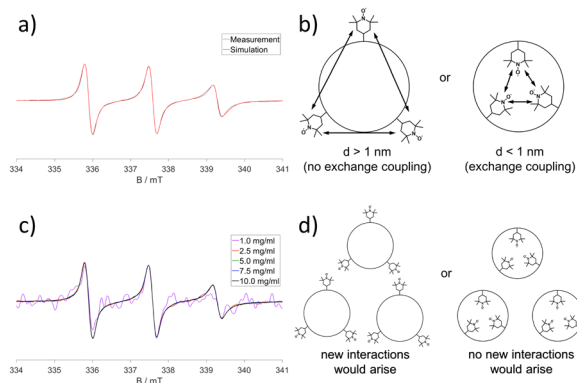 a)
Measurement
Simulation
334 335 336 337 338 339 340 341
B / mT
b)
or
d > 1 nm
(no exchange coupling)
d < 1 nm
(exchange coupling)
c)
1.0 mg/ml
2.5 mg/ml
5.0 mg/ml
7.5 mg/ml
10.0 mg/ml
334 335 336 337 338 339 340 341
B / mT
d)
or
new interactions
would arise
no new interactions
would arise